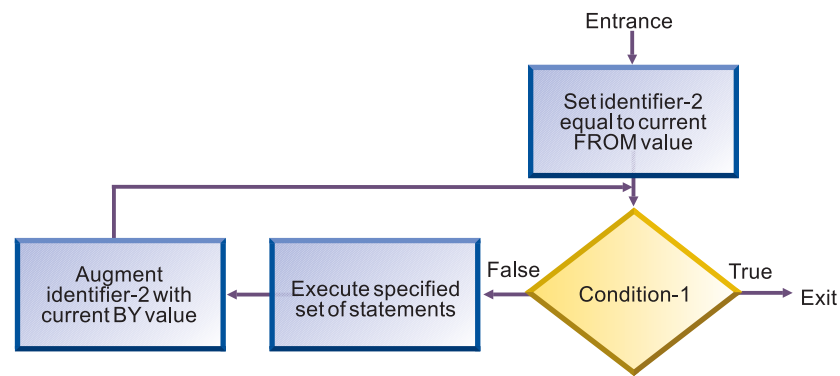 Entrance
Set identifier-2
equal to current
FROM value
Augment
identifier-2 with
current BY value
Execute specified
set of statements
False
Condition-1
True
Exit